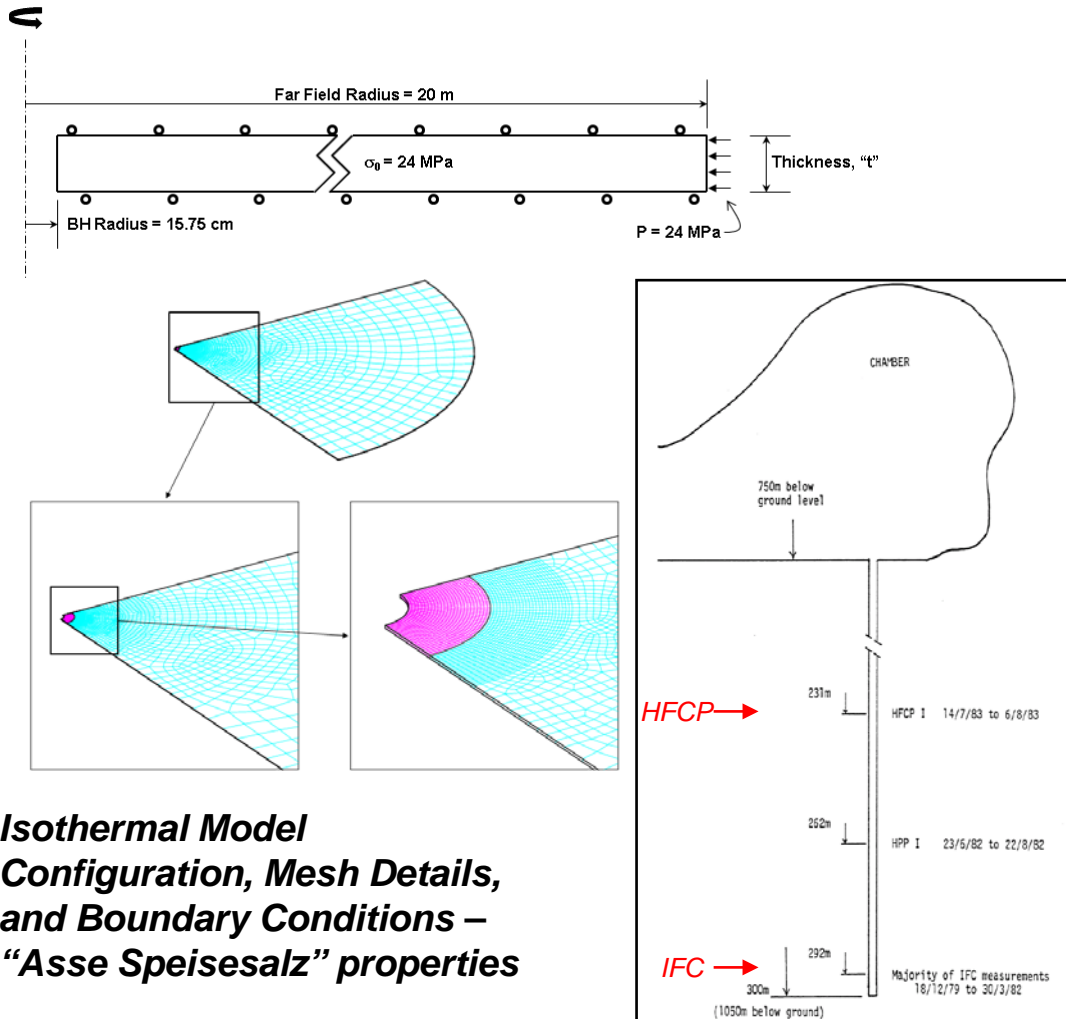 Far Field Radius = 20 m
σ0 = 24 MPa
Thickness, “t”
BH Radius = 15.75 cm
P = 24 MPa
CHAMBER
750m below
ground level
231m
HFCP
HFCP I 14/7/83 to 6/8/83
262m
HPP I 23/6/82 to 22/8/82
292m
IFC
Majority of IFC measurements
18/12/79 to 30/3/82
300m
(1050m below ground)
Isothermal Model
Configuration, Mesh Details,
and Boundary Conditions –
“Asse Speisesalz” properties